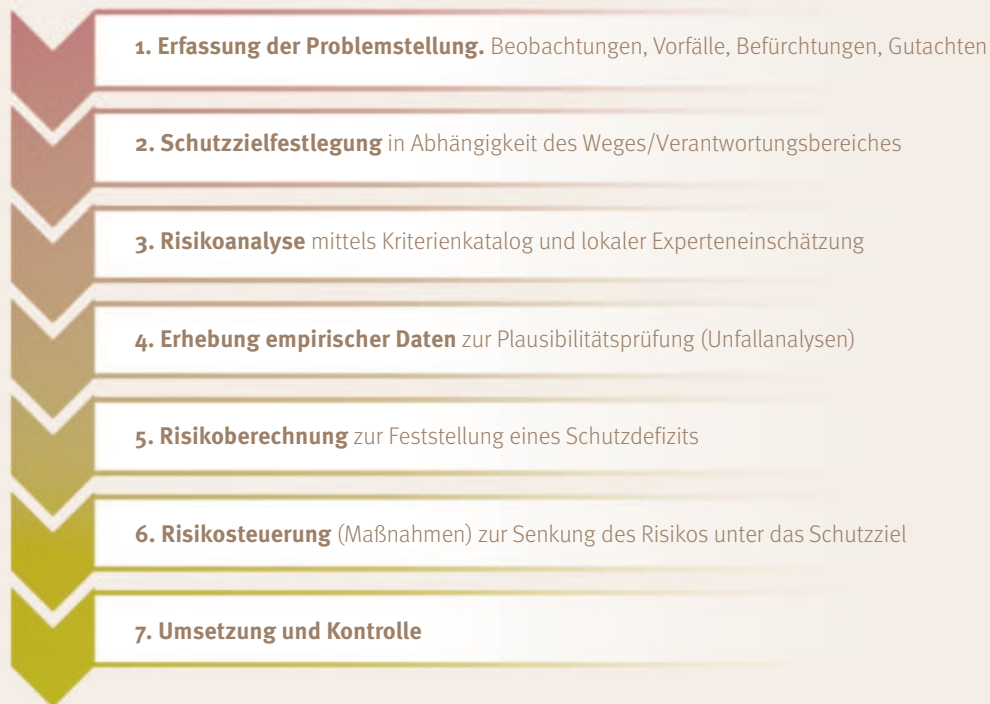 1. Erfassung der Problemstellung. Beobachtungen, Vorfälle, Befürchtungen, Gutachten
2. Schutzzielfestlegung in Abhängigkeit des Weges/Verantwortungsbereiches
3. Risikoanalyse mittels Kriterienkatalog und lokaler Experteneinschätzung
4. Erhebung empirischer Daten zur Plausibilitätsprüfung (Unfallanalysen)
5. Risikoberechnung zur Feststellung eines Schutzdefizits
6. Risikosteuerung (Maßnahmen) zur Senkung des Risikos unter das Schutzziel
7. Umsetzung und Kontrolle